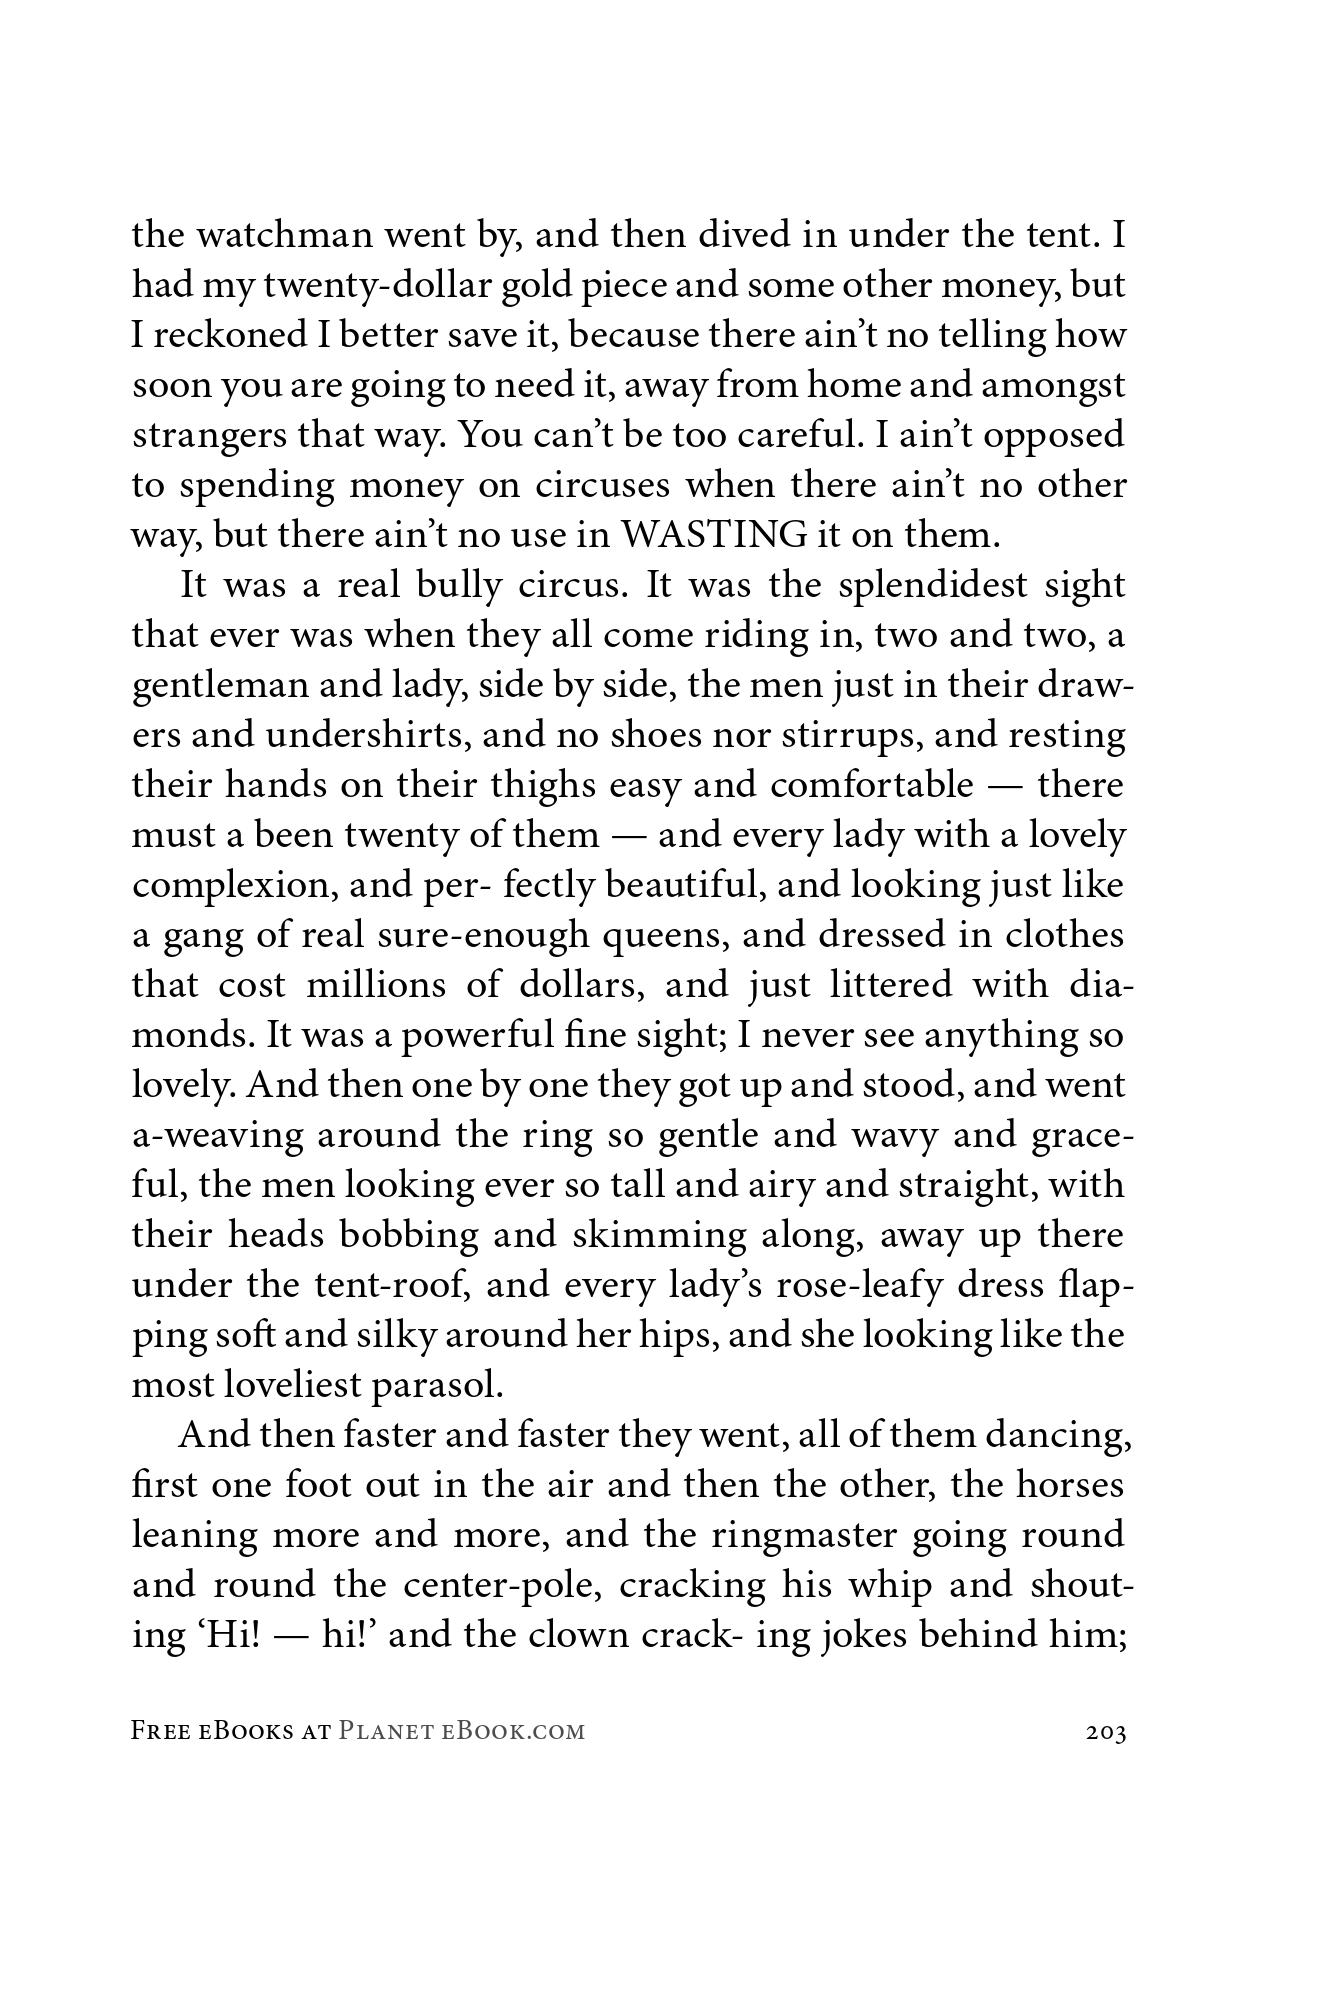 the watchman went by, and then dived in under the tent. I
had my twenty-dollar gold piece and some other money, but
I reckoned I better save it, because there ain’t no telling how
soon you are going to need it, away from home and amongst
strangers that way. You can’t be too careful. I ain’t opposed
to spending money on circuses when there ain’t no other
way, but there ain’t no use in WASTING it on them.
It was a real bully circus. It was the splendidest sight
that ever was when they all come riding in, two and two, a
gentleman and lady, side by side, the men just in their draw-
ers and undershirts, and no shoes nor stirrups, and resting
their hands on their thighs easy and comfortable — there
must a been twenty of them — and every lady with a lovely
complexion, and per- fectly beautiful, and looking just like
a gang of real sure-enough queens, and dressed in clothes
that cost millions of dollars, and just littered with dia-
monds. It was a powerful fine sight; I never see anything so
lovely. And then one by one they got up and stood, and went
a-weaving around the ring so gentle and wavy and grace-
ful, the men looking ever so tall and airy and straight, with
their heads bobbing and skimming along, away up there
under the tent-roof, and every lady’s rose-leafy dress flap-
ping soft and silky around her hips, and she looking like the
most loveliest parasol.
And then faster and faster they went, all of them dancing,
first one foot out in the air and then the other, the horses
leaning more and more, and the ringmaster going round
and round the center-pole, cracking his whip and shout-
ing ‘Hi! — hi!’ and the clown crack- ing jokes behind him;
Free eBooks at Planet eBook.com 203